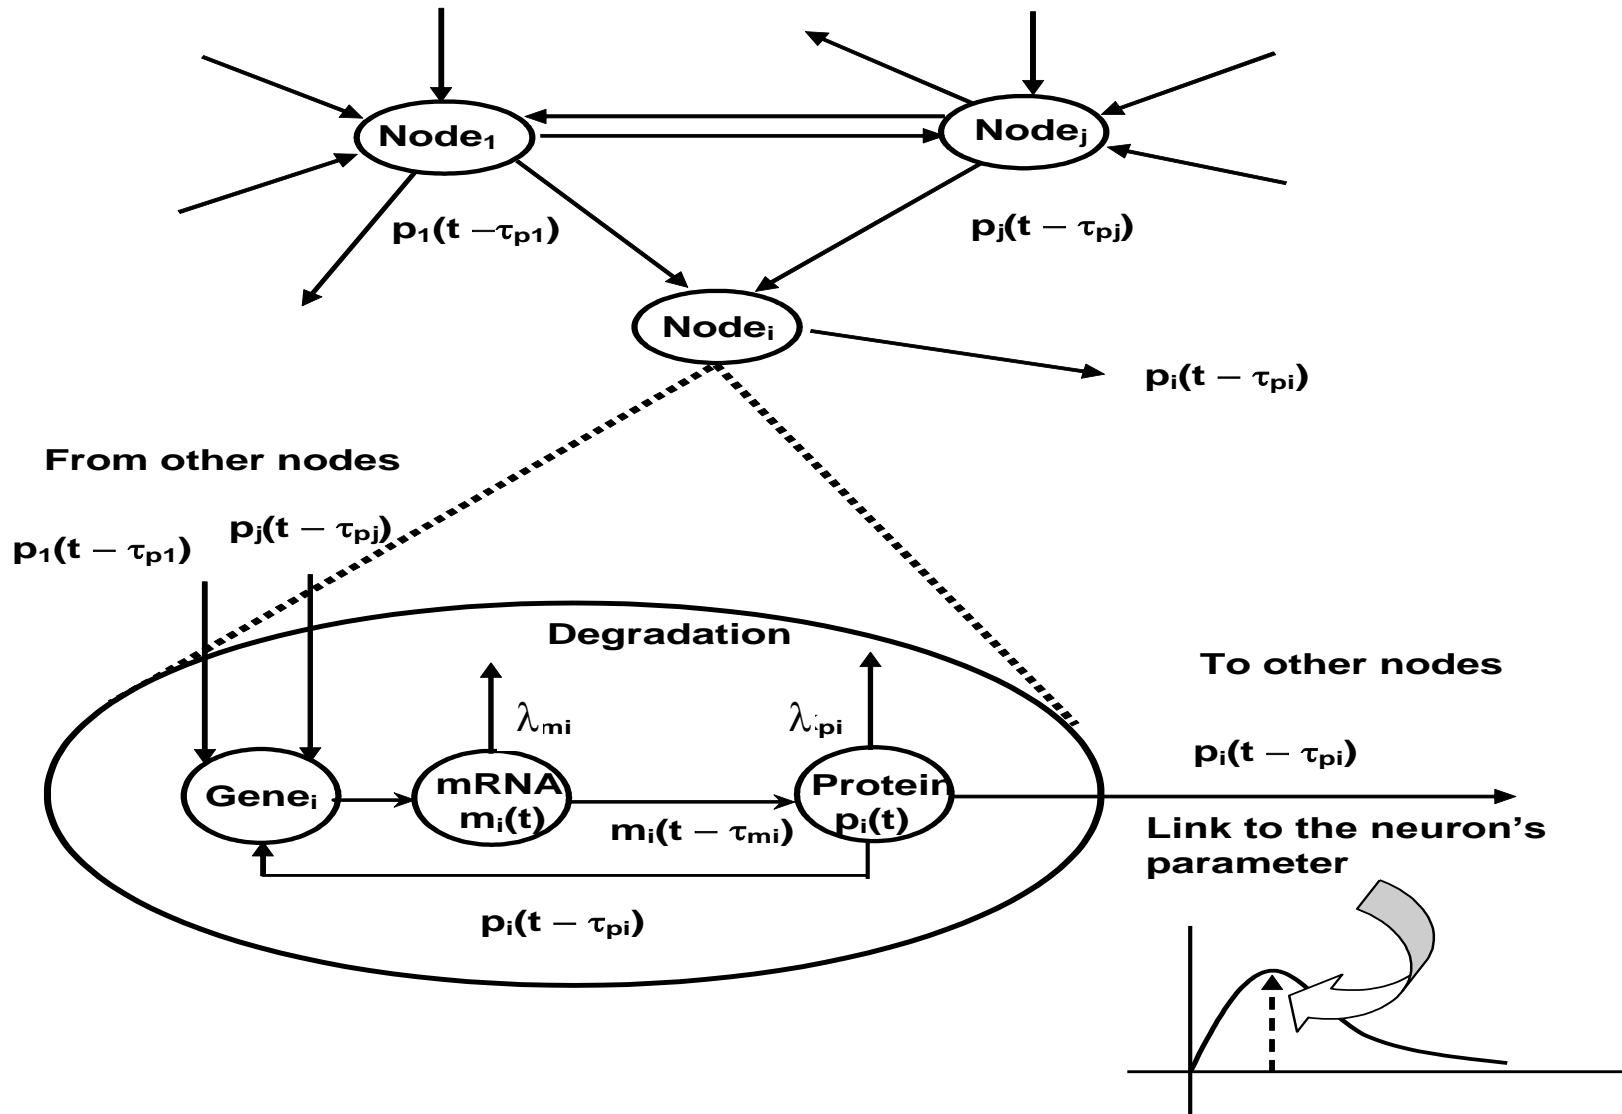 Node₁
Nodeⱼ
p₁(t –τₚ₁)
pⱼ(t – τₚⱼ)
Nodeᵢ
pᵢ(t – τₚᵢ)
From other nodes
pⱼ(t – τₚⱼ)
p₁(t – τₚ₁)
Degradation
To other nodes
λₘᵢ
λₚᵢ
pᵢ(t – τₚᵢ)
Geneᵢ
mRNA
mᵢ(t)
mᵢ(t – τₘᵢ)
Protein
pᵢ(t)
Link to the neuron’s
parameter
pᵢ(t – τₚᵢ)